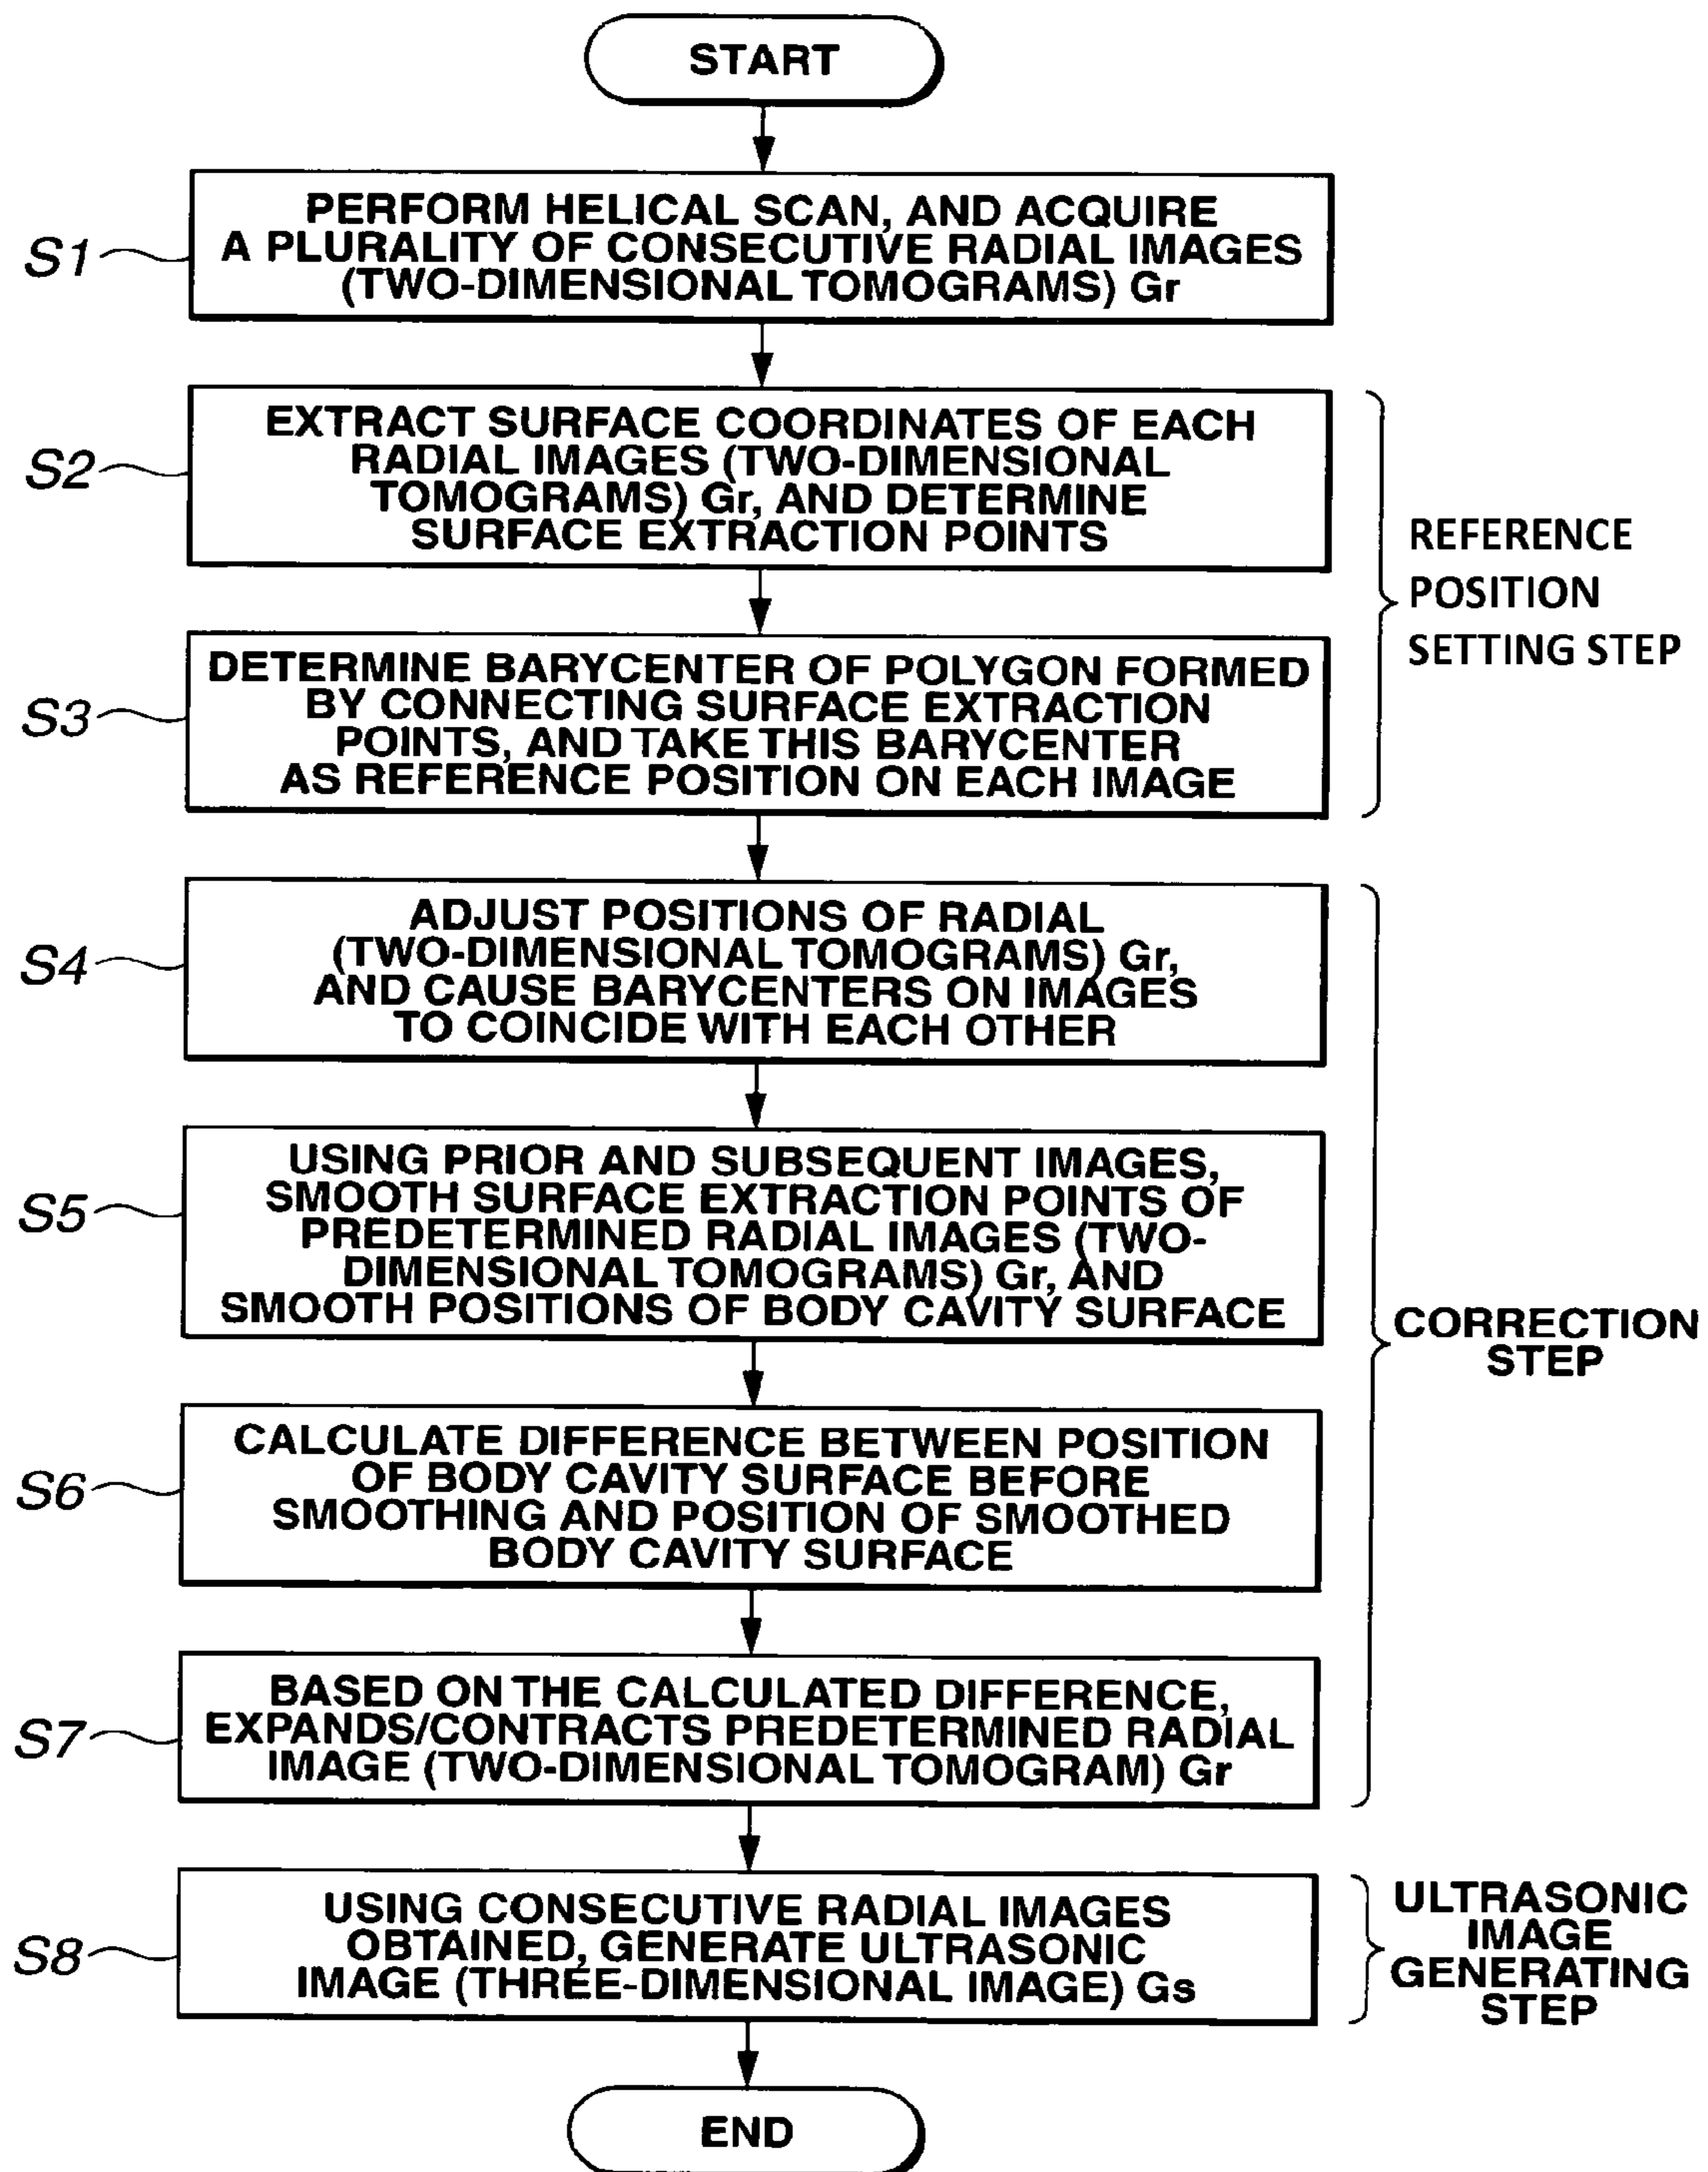 START
S1
PERFORM HELICAL SCAN, AND ACQUIRE
A PLURALITY OF CONSECUTIVE RADIAL IMAGES
(TWO-DIMENSIONAL TOMOGRAMS) Gr
S2
EXTRACT SURFACE COORDINATES OF EACH
RADIAL IMAGES (TWO-DIMENSIONAL
TOMOGRAMS) Gr, AND DETERMINE
SURFACE EXTRACTION POINTS
REFERENCE
POSITION
SETTING STEP
S3
DETERMINE BARYCENTER OF POLYGON FORMED
BY CONNECTING SURFACE EXTRACTION
POINTS, AND TAKE THIS BARYCENTER
AS REFERENCE POSITION ON EACH IMAGE
S4
ADJUST POSITIONS OF RADIAL
(TWO-DIMENSIONAL TOMOGRAMS) Gr,
AND CAUSE BARYCENTERS ON IMAGES
TO COINCIDE WITH EACH OTHER
S5
USING PRIOR AND SUBSEQUENT IMAGES,
SMOOTH SURFACE EXTRACTION POINTS OF
PREDETERMINED RADIAL IMAGES (TWO-
DIMENSIONAL TOMOGRAMS) Gr, AND
SMOOTH POSITIONS OF BODY CAVITY SURFACE
CORRECTION
STEP
S6
CALCULATE DIFFERENCE BETWEEN POSITION
OF BODY CAVITY SURFACE BEFORE
SMOOTHING AND POSITION OF SMOOTHED
BODY CAVITY SURFACE
S7
BASED ON THE CALCULATED DIFFERENCE,
EXPANDS/CONTRACTS PREDETERMINED RADIAL
IMAGE (TWO-DIMENSIONAL TOMOGRAM) Gr
S8
USING CONSECUTIVE RADIAL IMAGES
OBTAINED, GENERATE ULTRASONIC
IMAGE (THREE-DIMENSIONAL IMAGE) Gs
ULTRASONIC
IMAGE
GENERATING
STEP
END